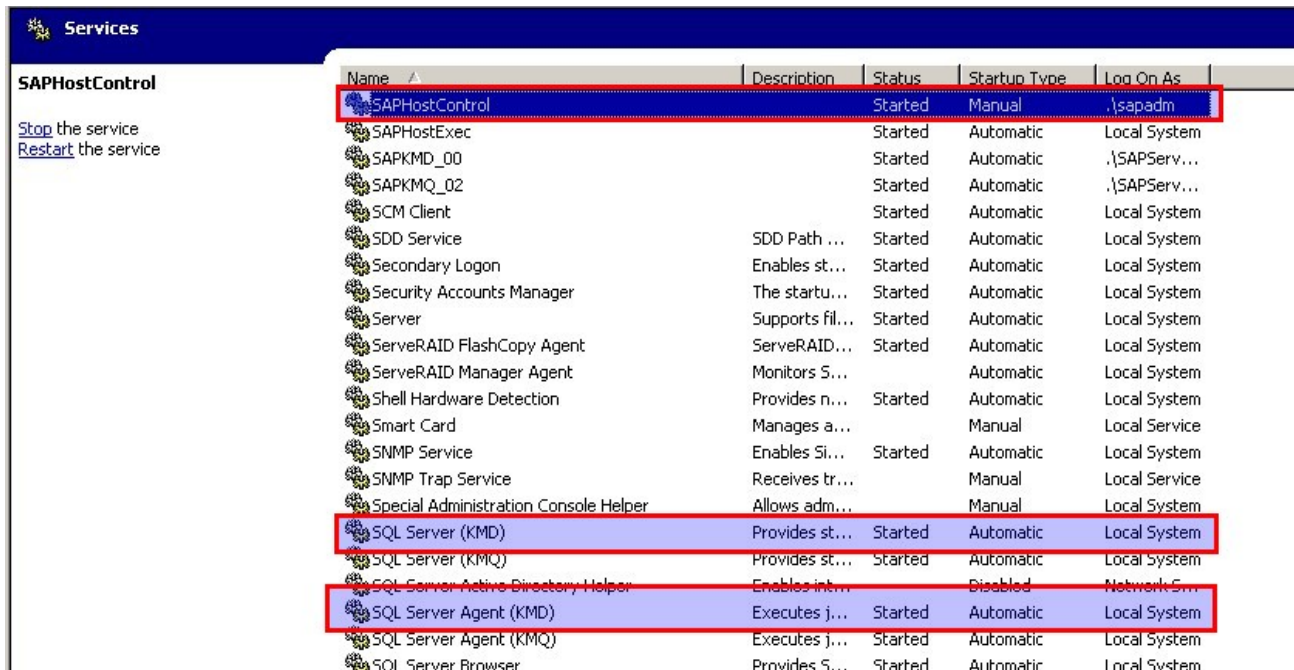 Services
SAPHostControl
Stop the service
Restart the service
Name Description Status Startup Type Log On As
SAPHostControl Started Manual .\sapadm
SAPHostExec Started Automatic Local System
SAPKMD_00 Started Automatic .\SAPServ...
SAPKMQ_02 Started Automatic .\SAPServ...
SCM Client Started Automatic Local System
SDD Service SDD Path ... Started Automatic Local System
Secondary Logon Enables st... Started Automatic Local System
Security Accounts Manager The startu... Started Automatic Local System
Server Supports fil... Started Automatic Local System
ServeRAID FlashCopy Agent ServeRAID... Started Automatic Local System
ServeRAID Manager Agent Monitors S... Automatic Local System
Shell Hardware Detection Provides n... Started Automatic Local System
Smart Card Manages a... Manual Local Service
SNMP Service Enables Si... Started Automatic Local System
SNMP Trap Service Receives tr... Manual Local Service
Special Administration Console Helper Allows adm... Manual Local System
SQL Server (KMD) Provides st... Started Automatic Local System
SQL Server (KMQ) Provides st... Started Automatic Local System
SQL Server Active Directory Helper Enables int... Disabled Network S...
SQL Server Agent (KMD) Executes j... Started Automatic Local System
SQL Server Agent (KMQ) Executes j... Started Automatic Local System
SQL Server Browser Provides S... Started Automatic Local System